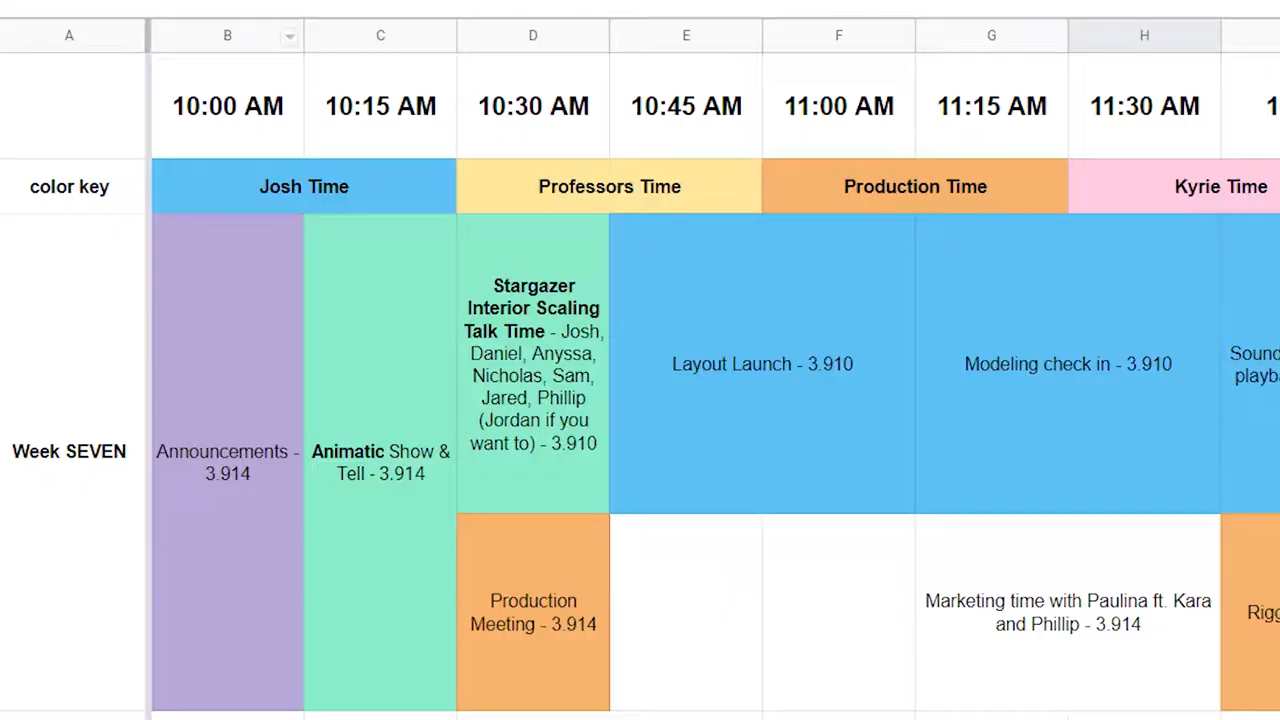 A B C D E F G H
10:00 AM 10:15 AM 10:30 AM 10:45 AM 11:00 AM 11:15 AM 11:30 AM 1
color key Josh Time Professors Time Production Time Kyrie Time
Week SEVEN
Announcements -
3.914
Animatic Show &
Tell - 3.914
Stargazer
Interior Scaling
Talk Time - Josh,
Daniel, Anyssa,
Nicholas, Sam,
Jared, Phillip
(Jordan if you
want to) - 3.910
Layout Launch - 3.910
Modeling check in - 3.910
Sound
playb
Production
Meeting - 3.914
Marketing time with Paulina ft. Kara
and Phillip - 3.914
Rigg